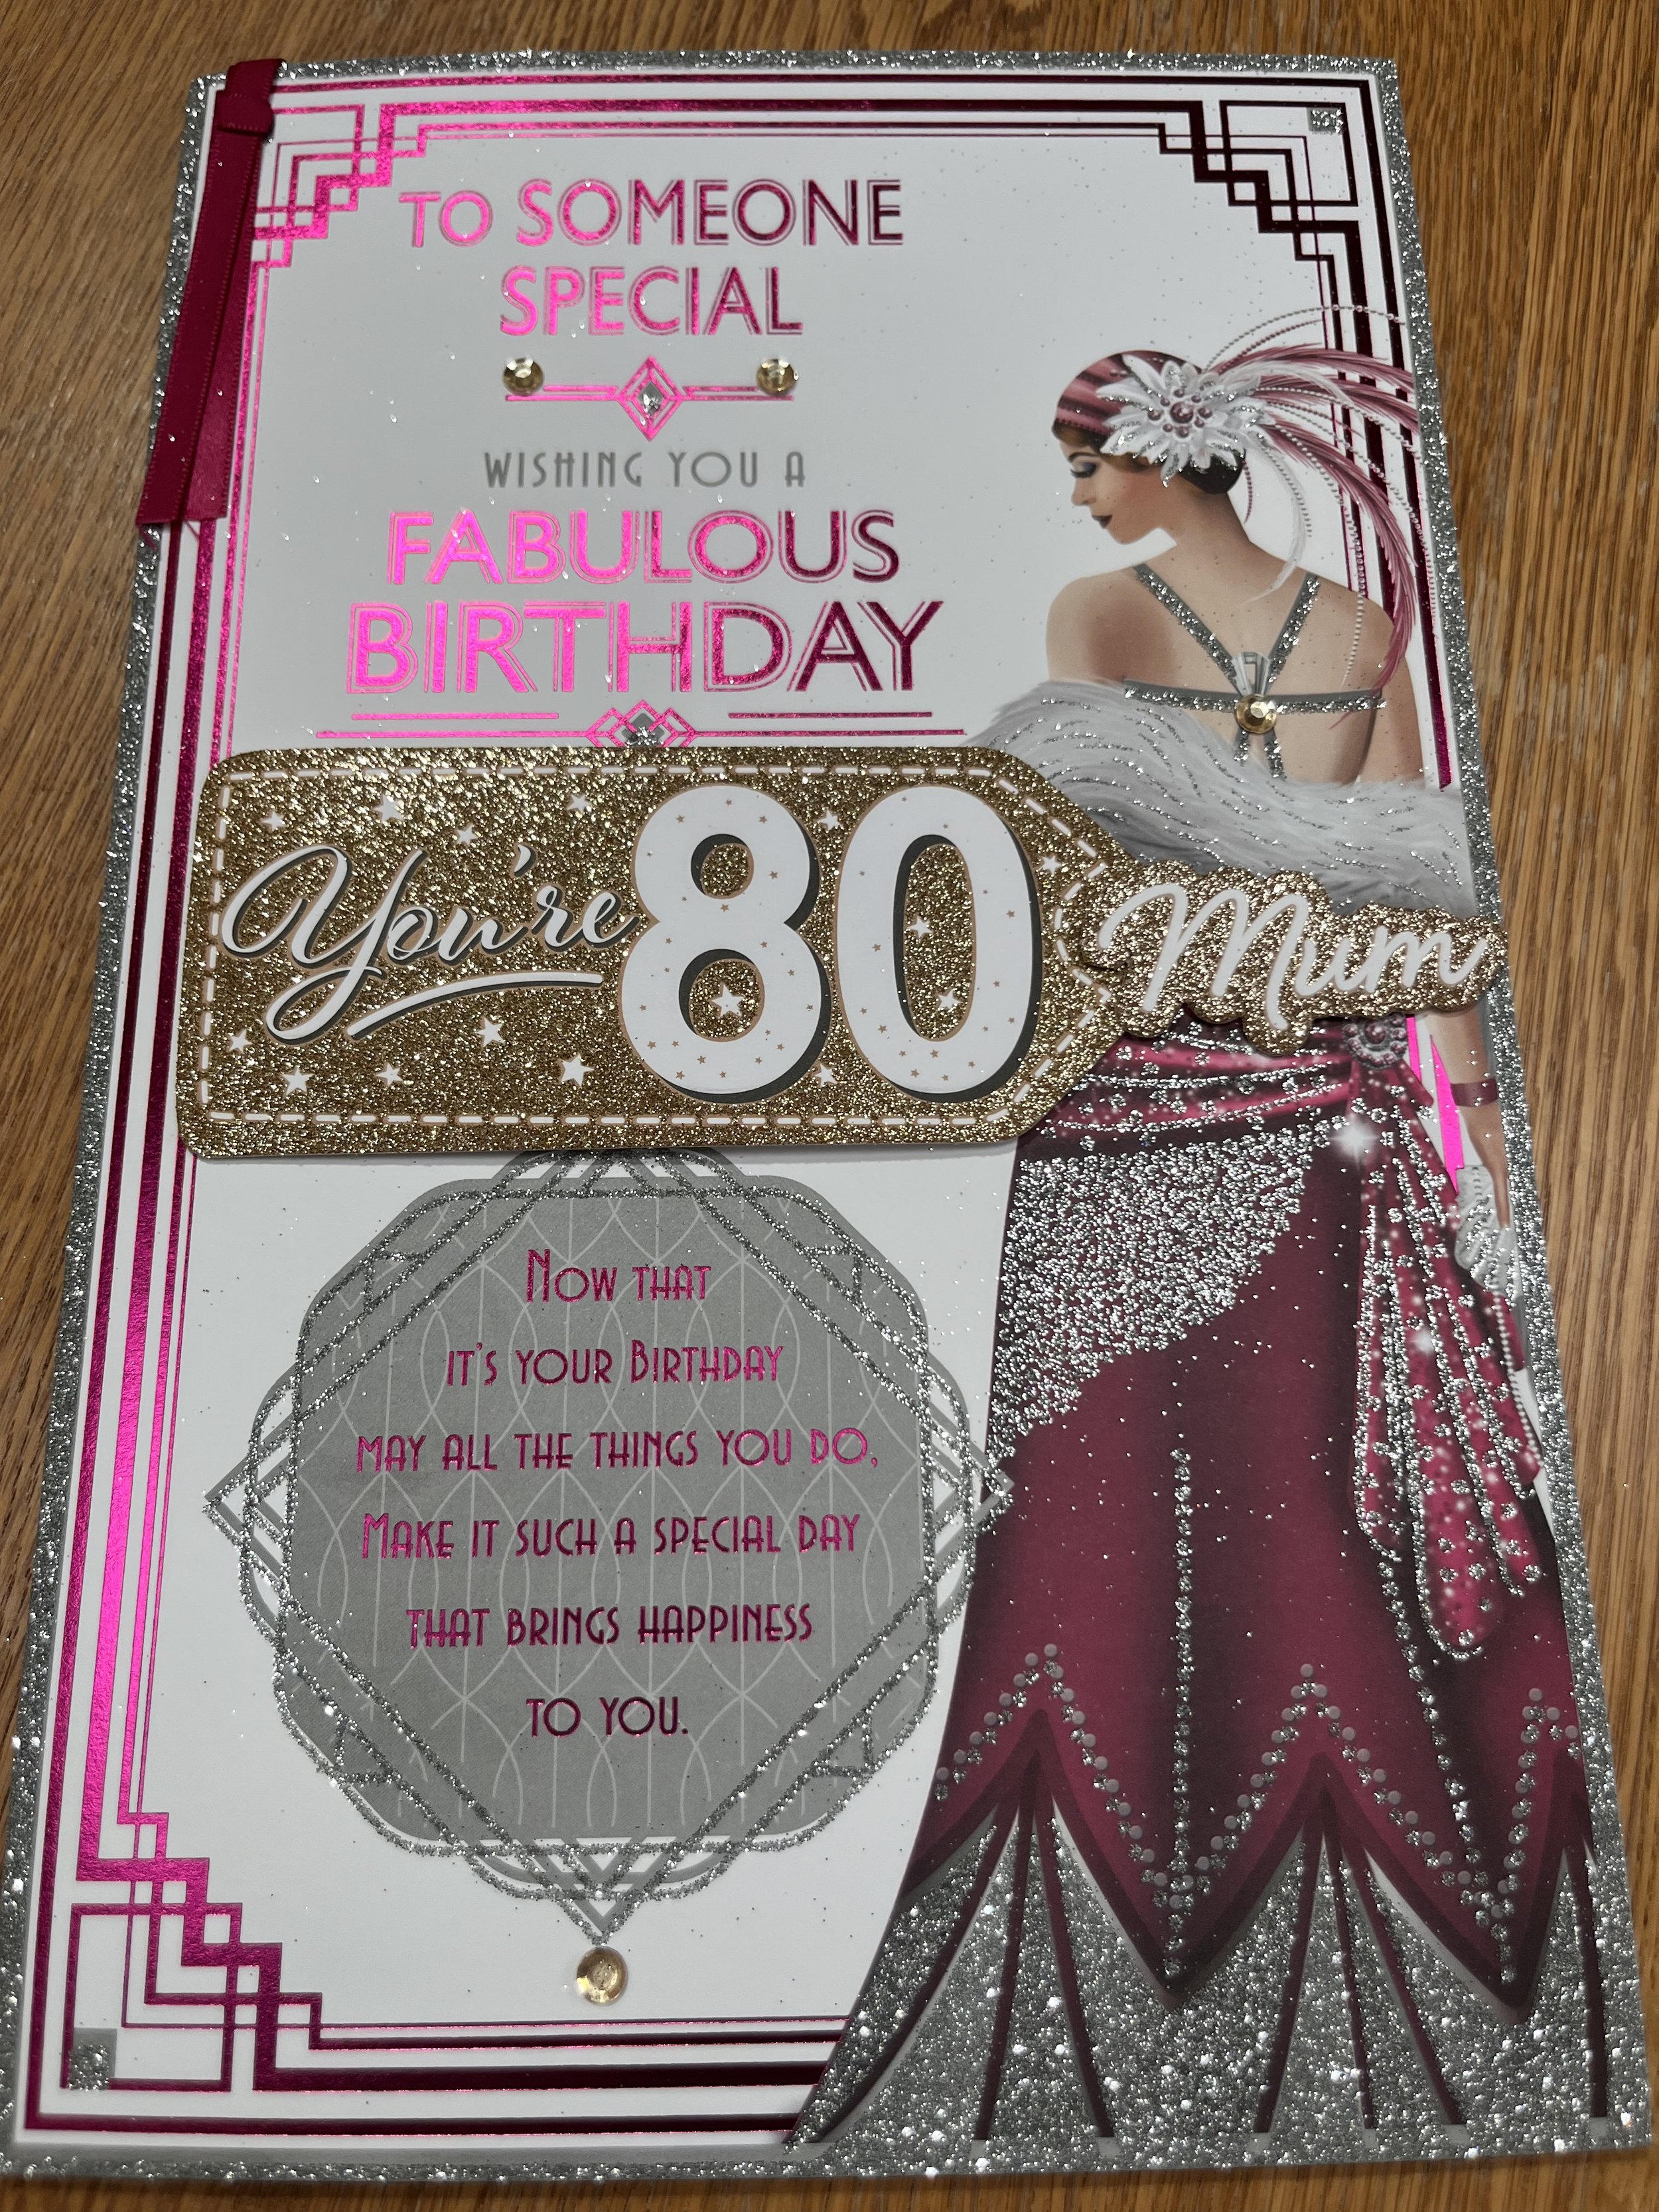 TO SOMEONE
SPECIAL
WISHING YOU A
FABULOUS
BIRTHDAY
You're 80 Mum
NOW THAT
IT'S YOUR BIRTHDAY
MAY ALL THE THINGS YOU DO,
MAKE IT SUCH A SPECIAL DAY
THAT BRINGS HAPPINESS
TO YOU.